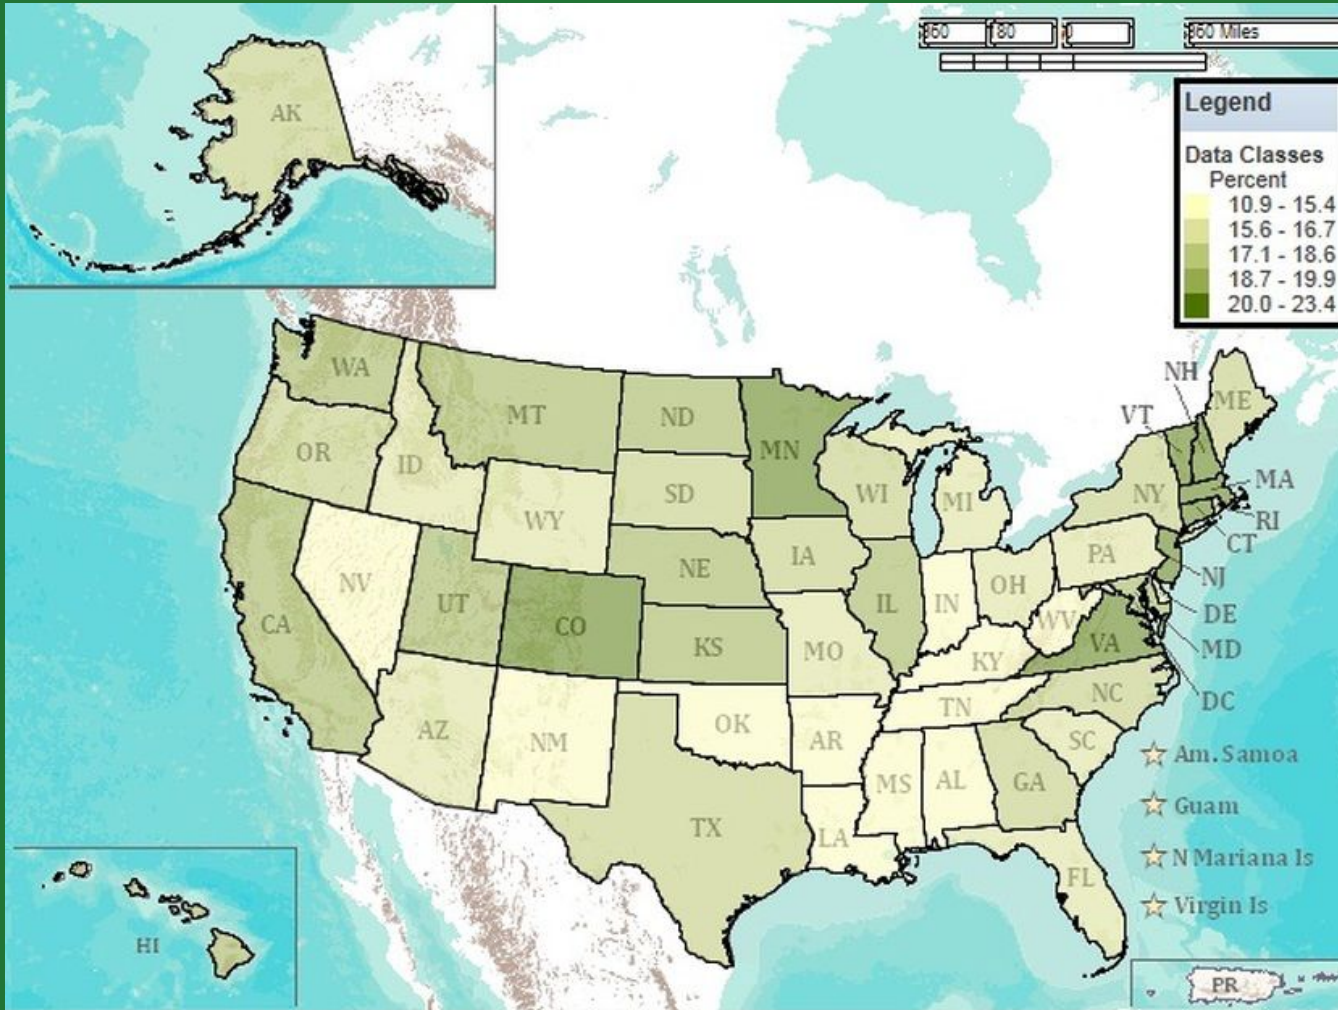 360 180 0 360 Miles
Legend
Data Classes
Percent
10.9 - 15.4
15.6 - 16.7
17.1 - 18.6
18.7 - 19.9
20.0 - 23.4
AK
WA
MT
ND
MN
NH
VT
ME
OR
ID
SD
WI
MI
NY
MA
RI
WY
IA
CT
NV
NE
PA
UT
IL
IN
OH
NJ
CA
CO
KS
MO
WV
DE
KY
VA
MD
AZ
NM
OK
AR
TN
NC
DC
SC
Am. Samoa
MS
AL
GA
Guam
TX
LA
N Mariana Is
FL
Virgin Is
HI
PR